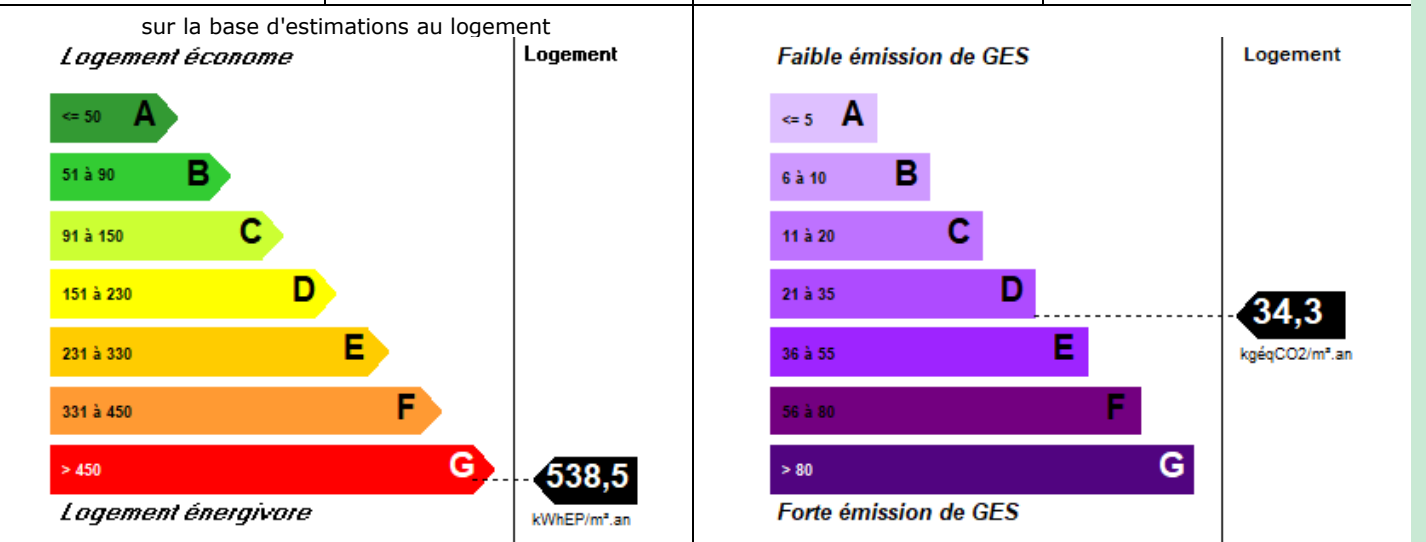 sur la base d'estimations au logement
Logement économe
Logement
<= 50 A
51 à 90 B
91 à 150 C
151 à 230 D
231 à 330 E
331 à 450 F
> 450 G
538,5
kWhEP/m².an
Logement énergivore
Faible émission de GES
Logement
<= 5 A
6 à 10 B
11 à 20 C
21 à 35 D
34,3
kgéqCO2/m².an
36 à 55 E
56 à 80 F
> 80 G
Forte émission de GES